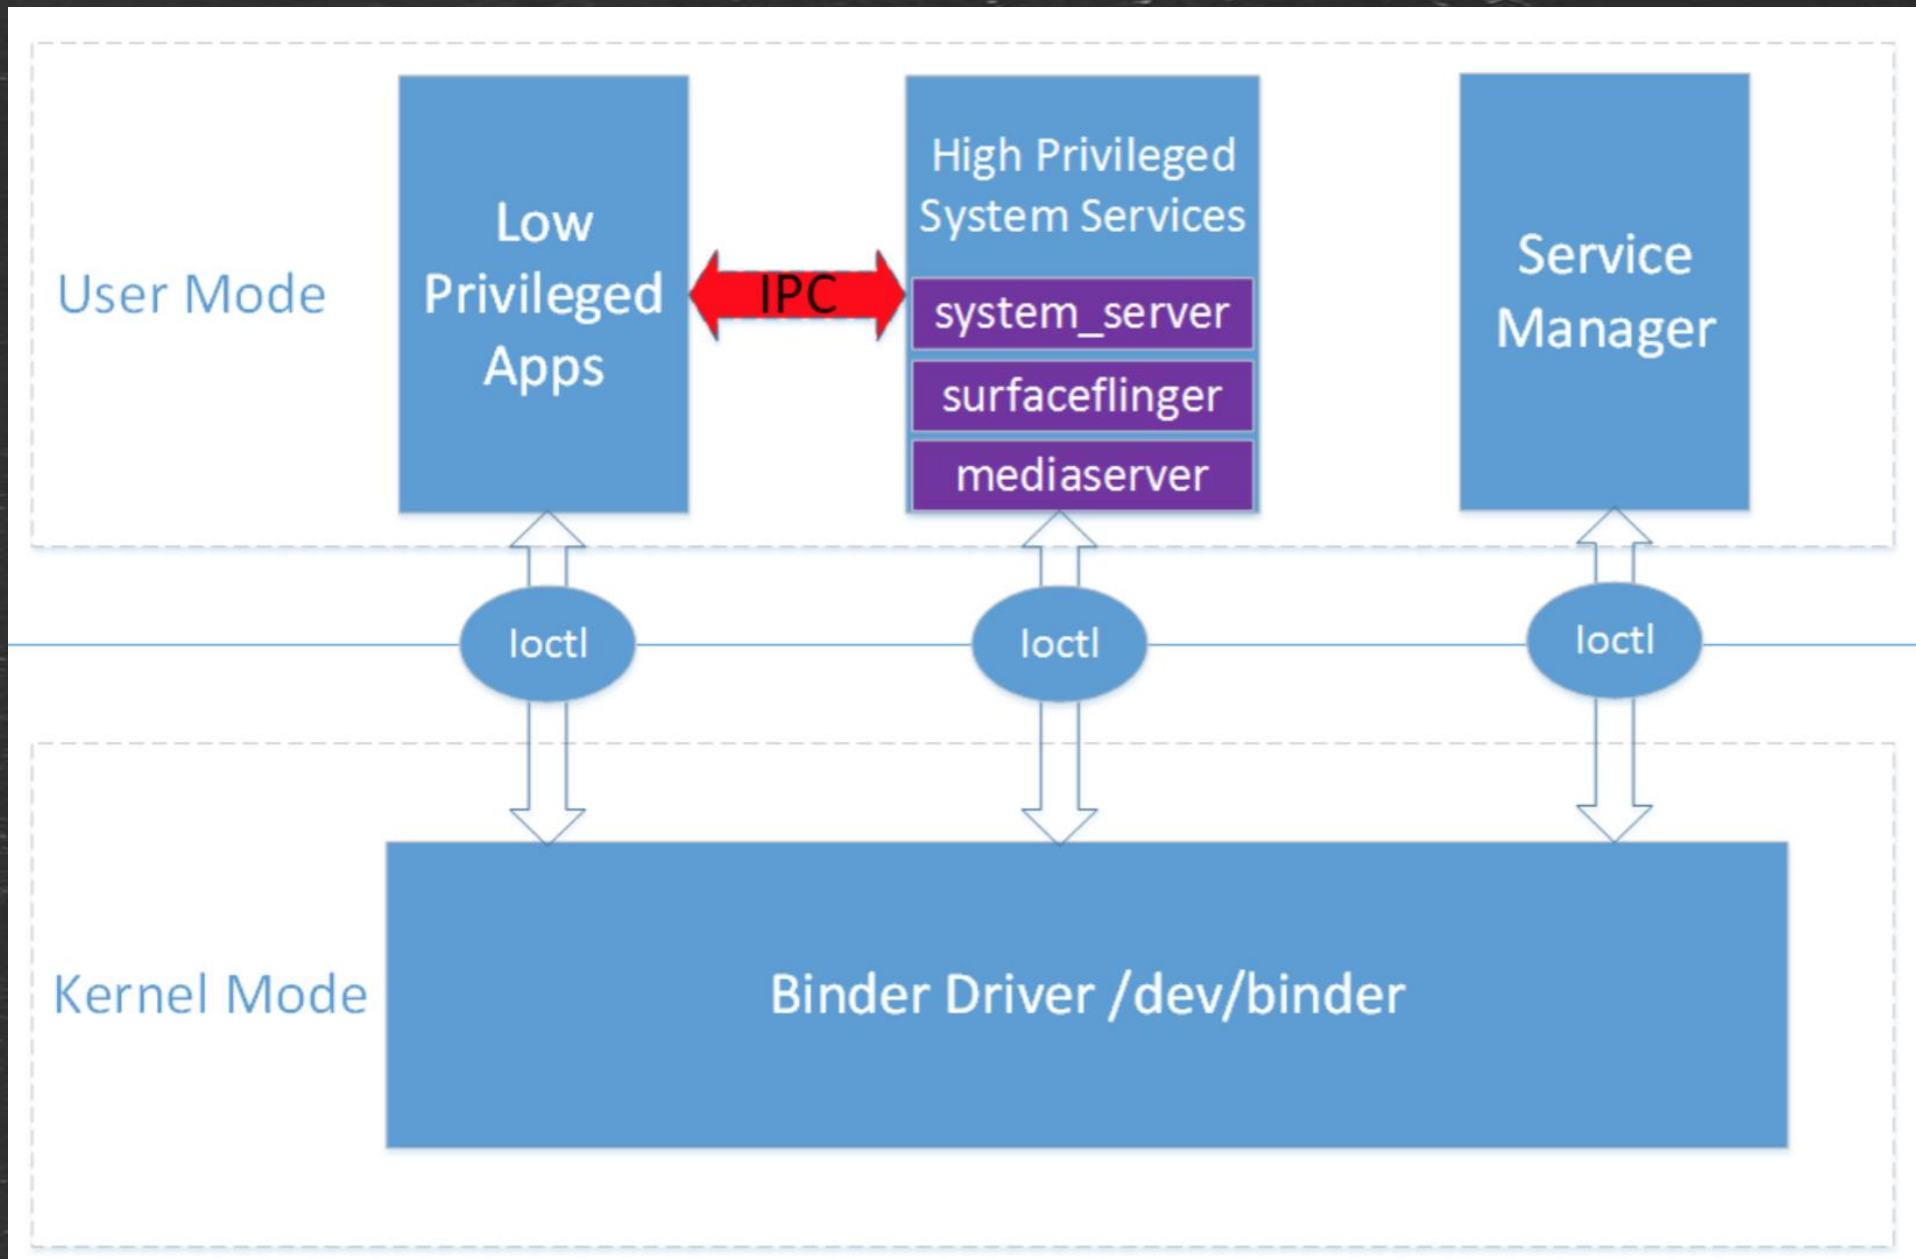 User Mode
Low
Privileged
Apps
IPC
High Privileged
System Services
system_server
surfaceflinger
mediaserver
Service
Manager
Ioctl
Ioctl
Ioctl
Kernel Mode
Binder Driver /dev/binder